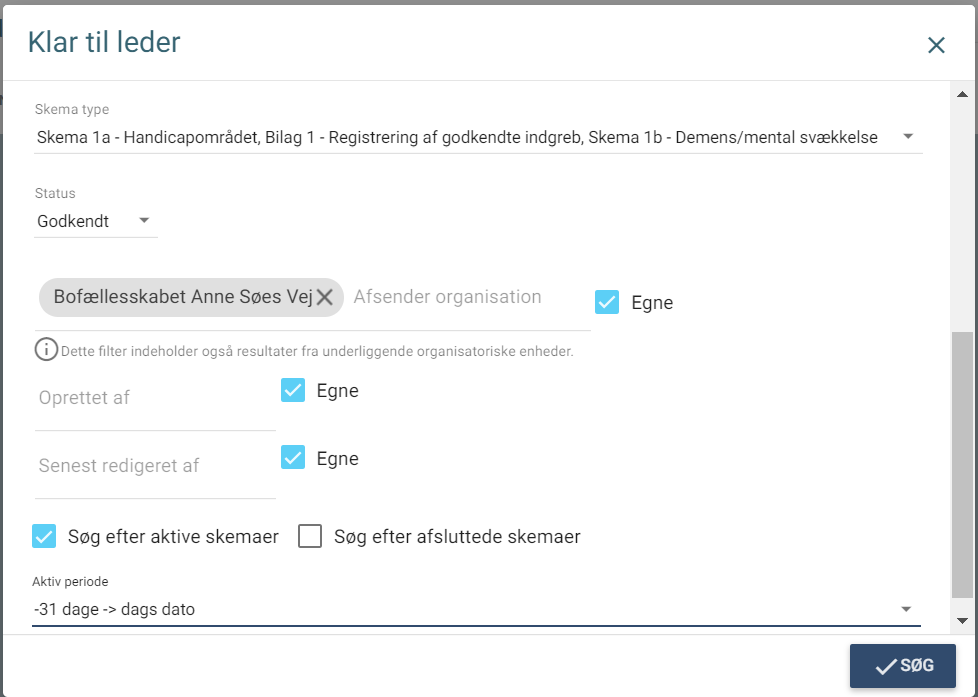 Klar til leder
Skema type
Skema 1a - Handicapområdet, Bilag 1 - Registrering af godkendte indgreb, Skema 1b - Demens/mental svækkelse
Status
Godkendt
Bofællesskabet Anne Søes Vej Afsender organisation Egne
Dette filter indeholder også resultater fra underliggende organisatoriske enheder.
Oprettet af Egne
Senest redigeret af Egne
Søg efter aktive skemaer Søg efter afsluttede skemaer
Aktiv periode
-31 dage -> dags dato
SØG